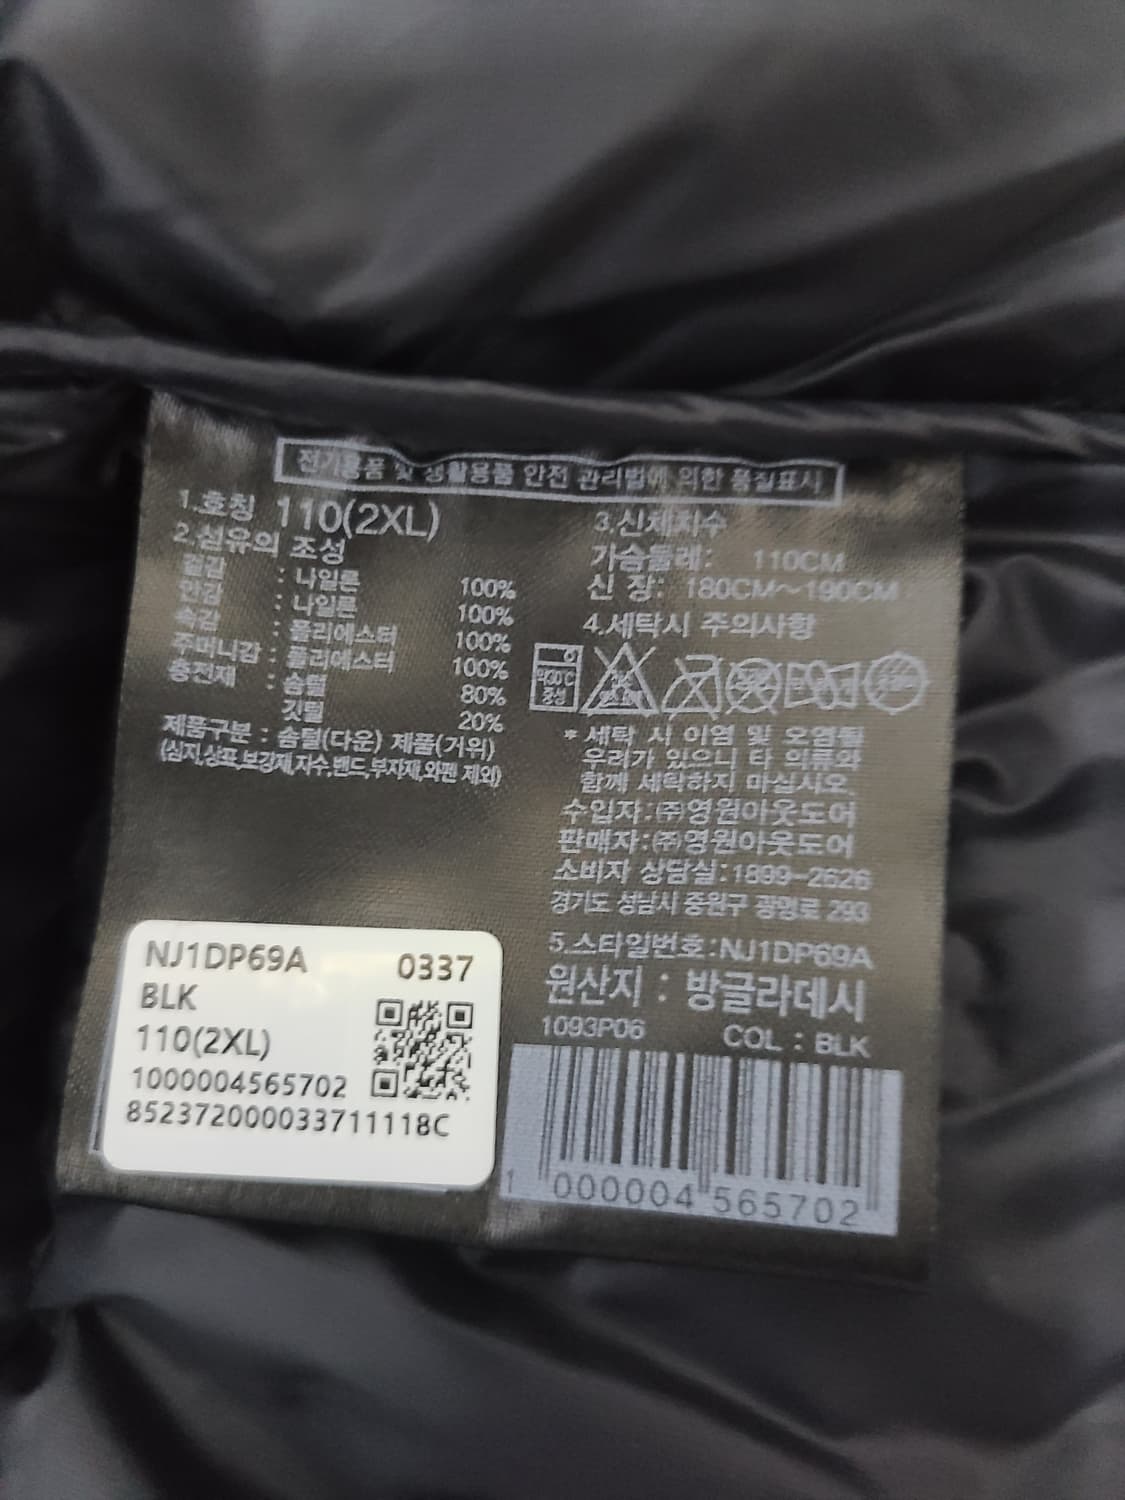 전기용품 및 생활용품 안전 관리법에 의한 품질표시
1.호칭 110(2XL)
2.섬유의 조성
겉감 : 나일론 100%
안감 : 나일론 100%
속감 : 폴리에스터 100%
주머니감 : 폴리에스터 100%
충전재 : 솜털 80%
깃털 20%
제품구분 : 솜털(다운) 제품(거위)
(심지,상표,보강재,자수,밴드,부자재,와펜 제외)
3.신체치수
가슴둘레: 110CM
신 장: 180CM~190CM
4.세탁시 주의사항
약30℃
조성
* 세탁 시 이염 및 오염될
우려가 있으니 타 의류와
함께 세탁하지 마십시오.
수입자:㈜영원아웃도어
판매자:㈜영원아웃도어
소비자 상담실:1899-2626
경기도 성남시 중원구 광명로 293
5.스타일번호:NJ1DP69A
원산지 : 방글라데시
1093P06 COL : BLK
1 000004 565702
NJ1DP69A 0337
BLK
110(2XL)
1000004565702
852372000033711118C